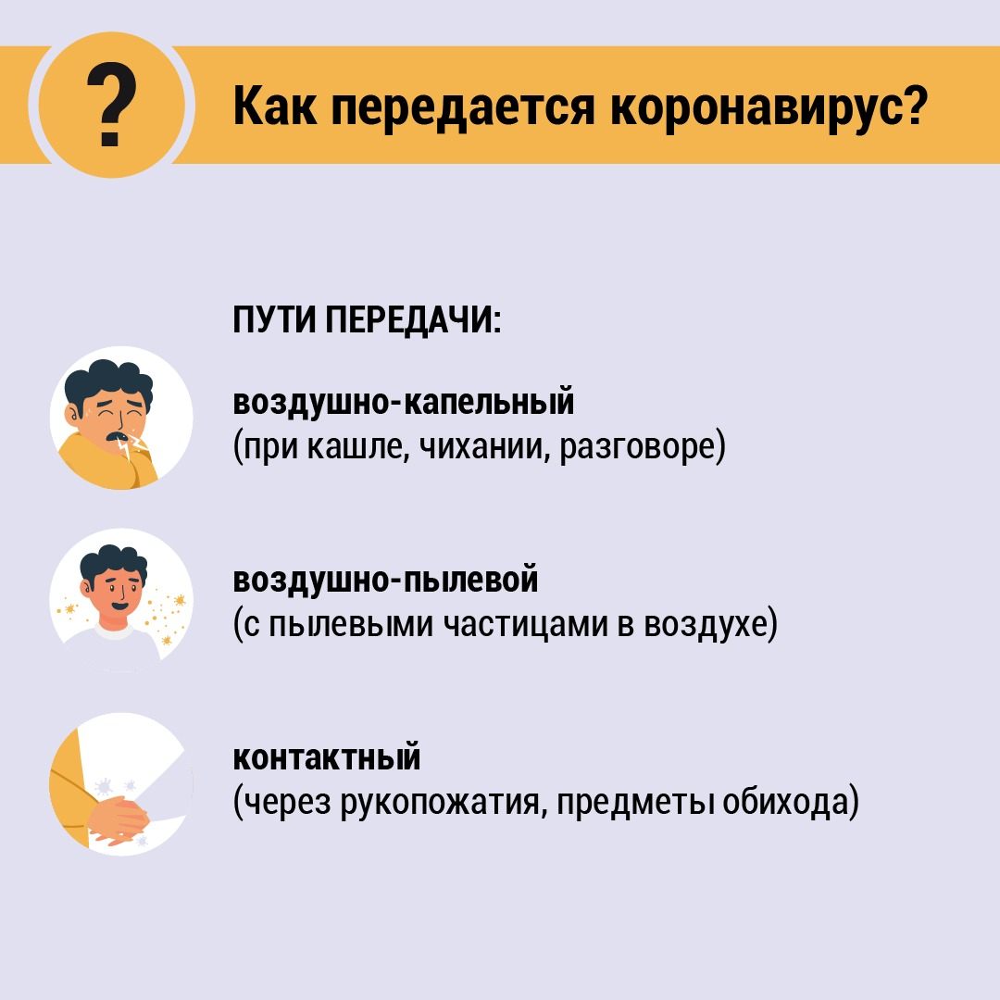 ?
Как передается коронавирус?
ПУТИ ПЕРЕДАЧИ:
воздушно-капельный
(при кашле, чихании, разговоре)
воздушно-пылевой
(с пылевыми частицами в воздухе)
контактный
(через рукопожатия, предметы обихода)